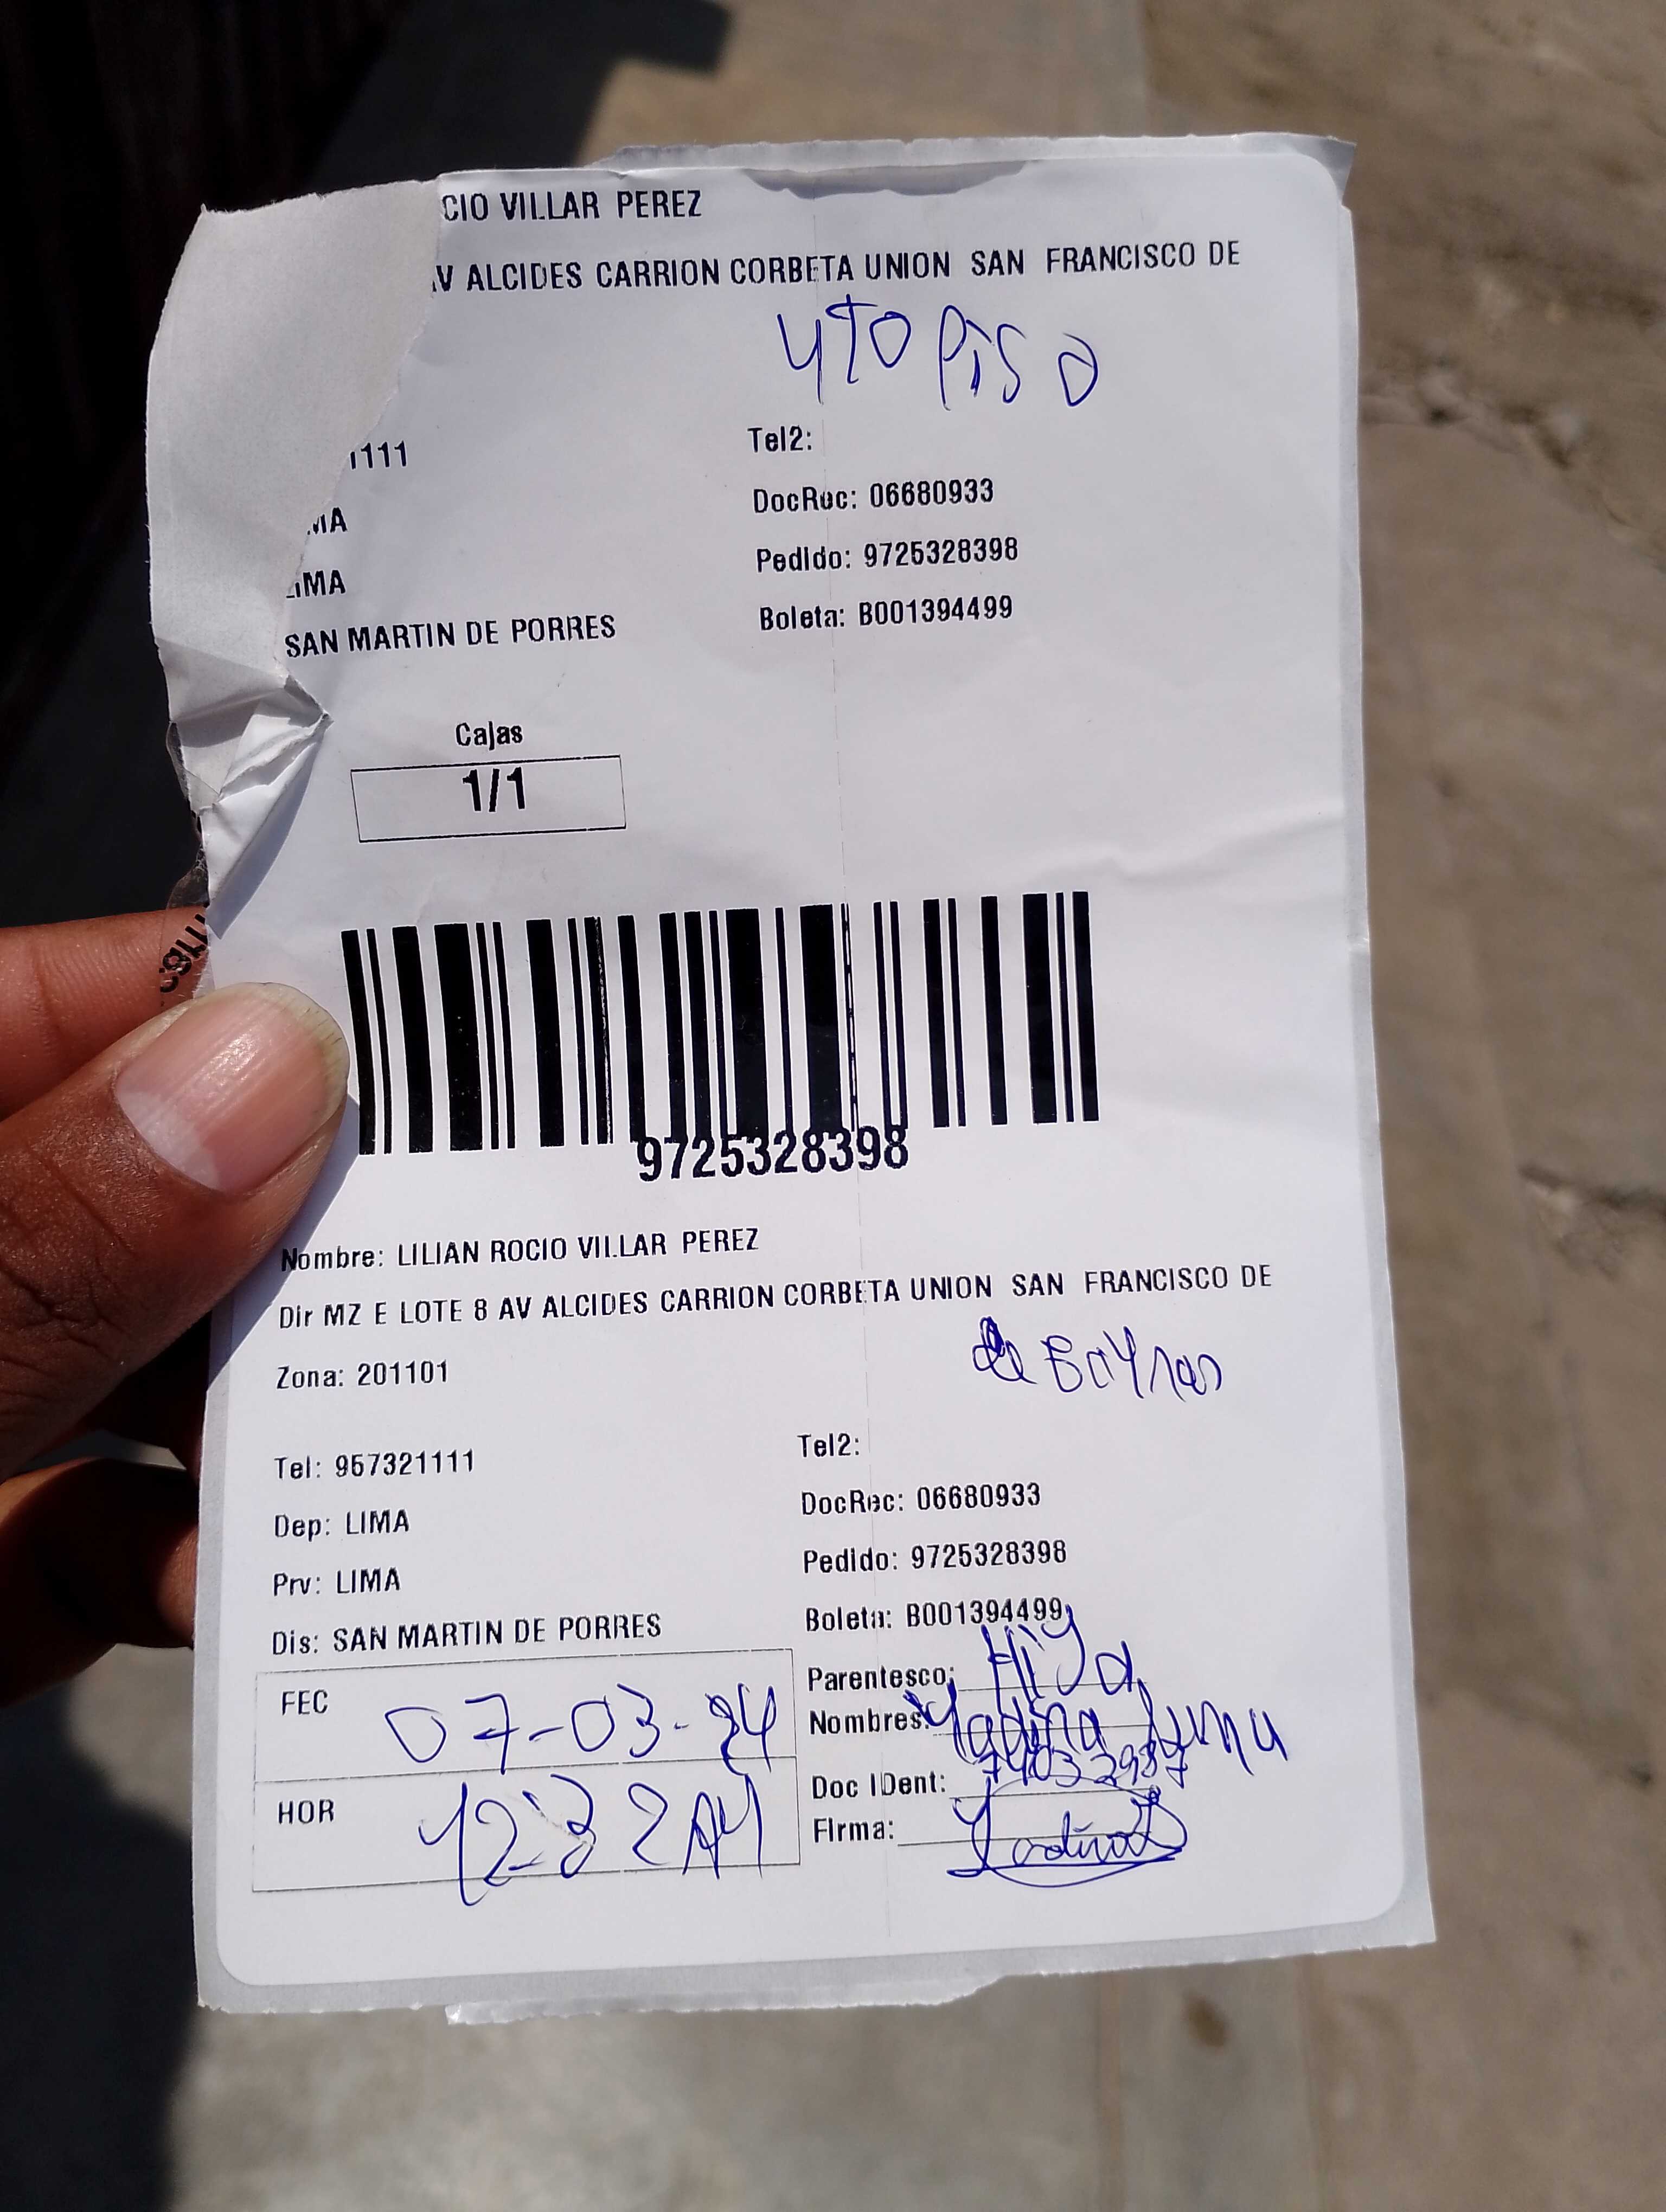 CIO VILLAR PEREZ
AV ALCIDES CARRION CORBETA UNION SAN FRANCISCO DE
4TO PiSO
1111
Tel2:
DocRec: 06680933
MA
Pedido: 9725328398
LIMA
Boleta: B001394499
SAN MARTIN DE PORRES
Cajas
1/1
9725328398
Nombre: LILIAN ROCIO VILLAR PEREZ
Dir MZ E LOTE 8 AV ALCIDES CARRION CORBETA UNION SAN FRANCISCO DE
Zona: 201101
Tel: 957321111
Tel2:
Dep: LIMA
DocRec: 06680933
Prv: LIMA
Pedido: 9725328398
Dis: SAN MARTIN DE PORRES
Boleta: B001394499
FEC 07-03-24
Parentesco: HiJa
Nombres:
Doc IDent:
HOR
Firma: